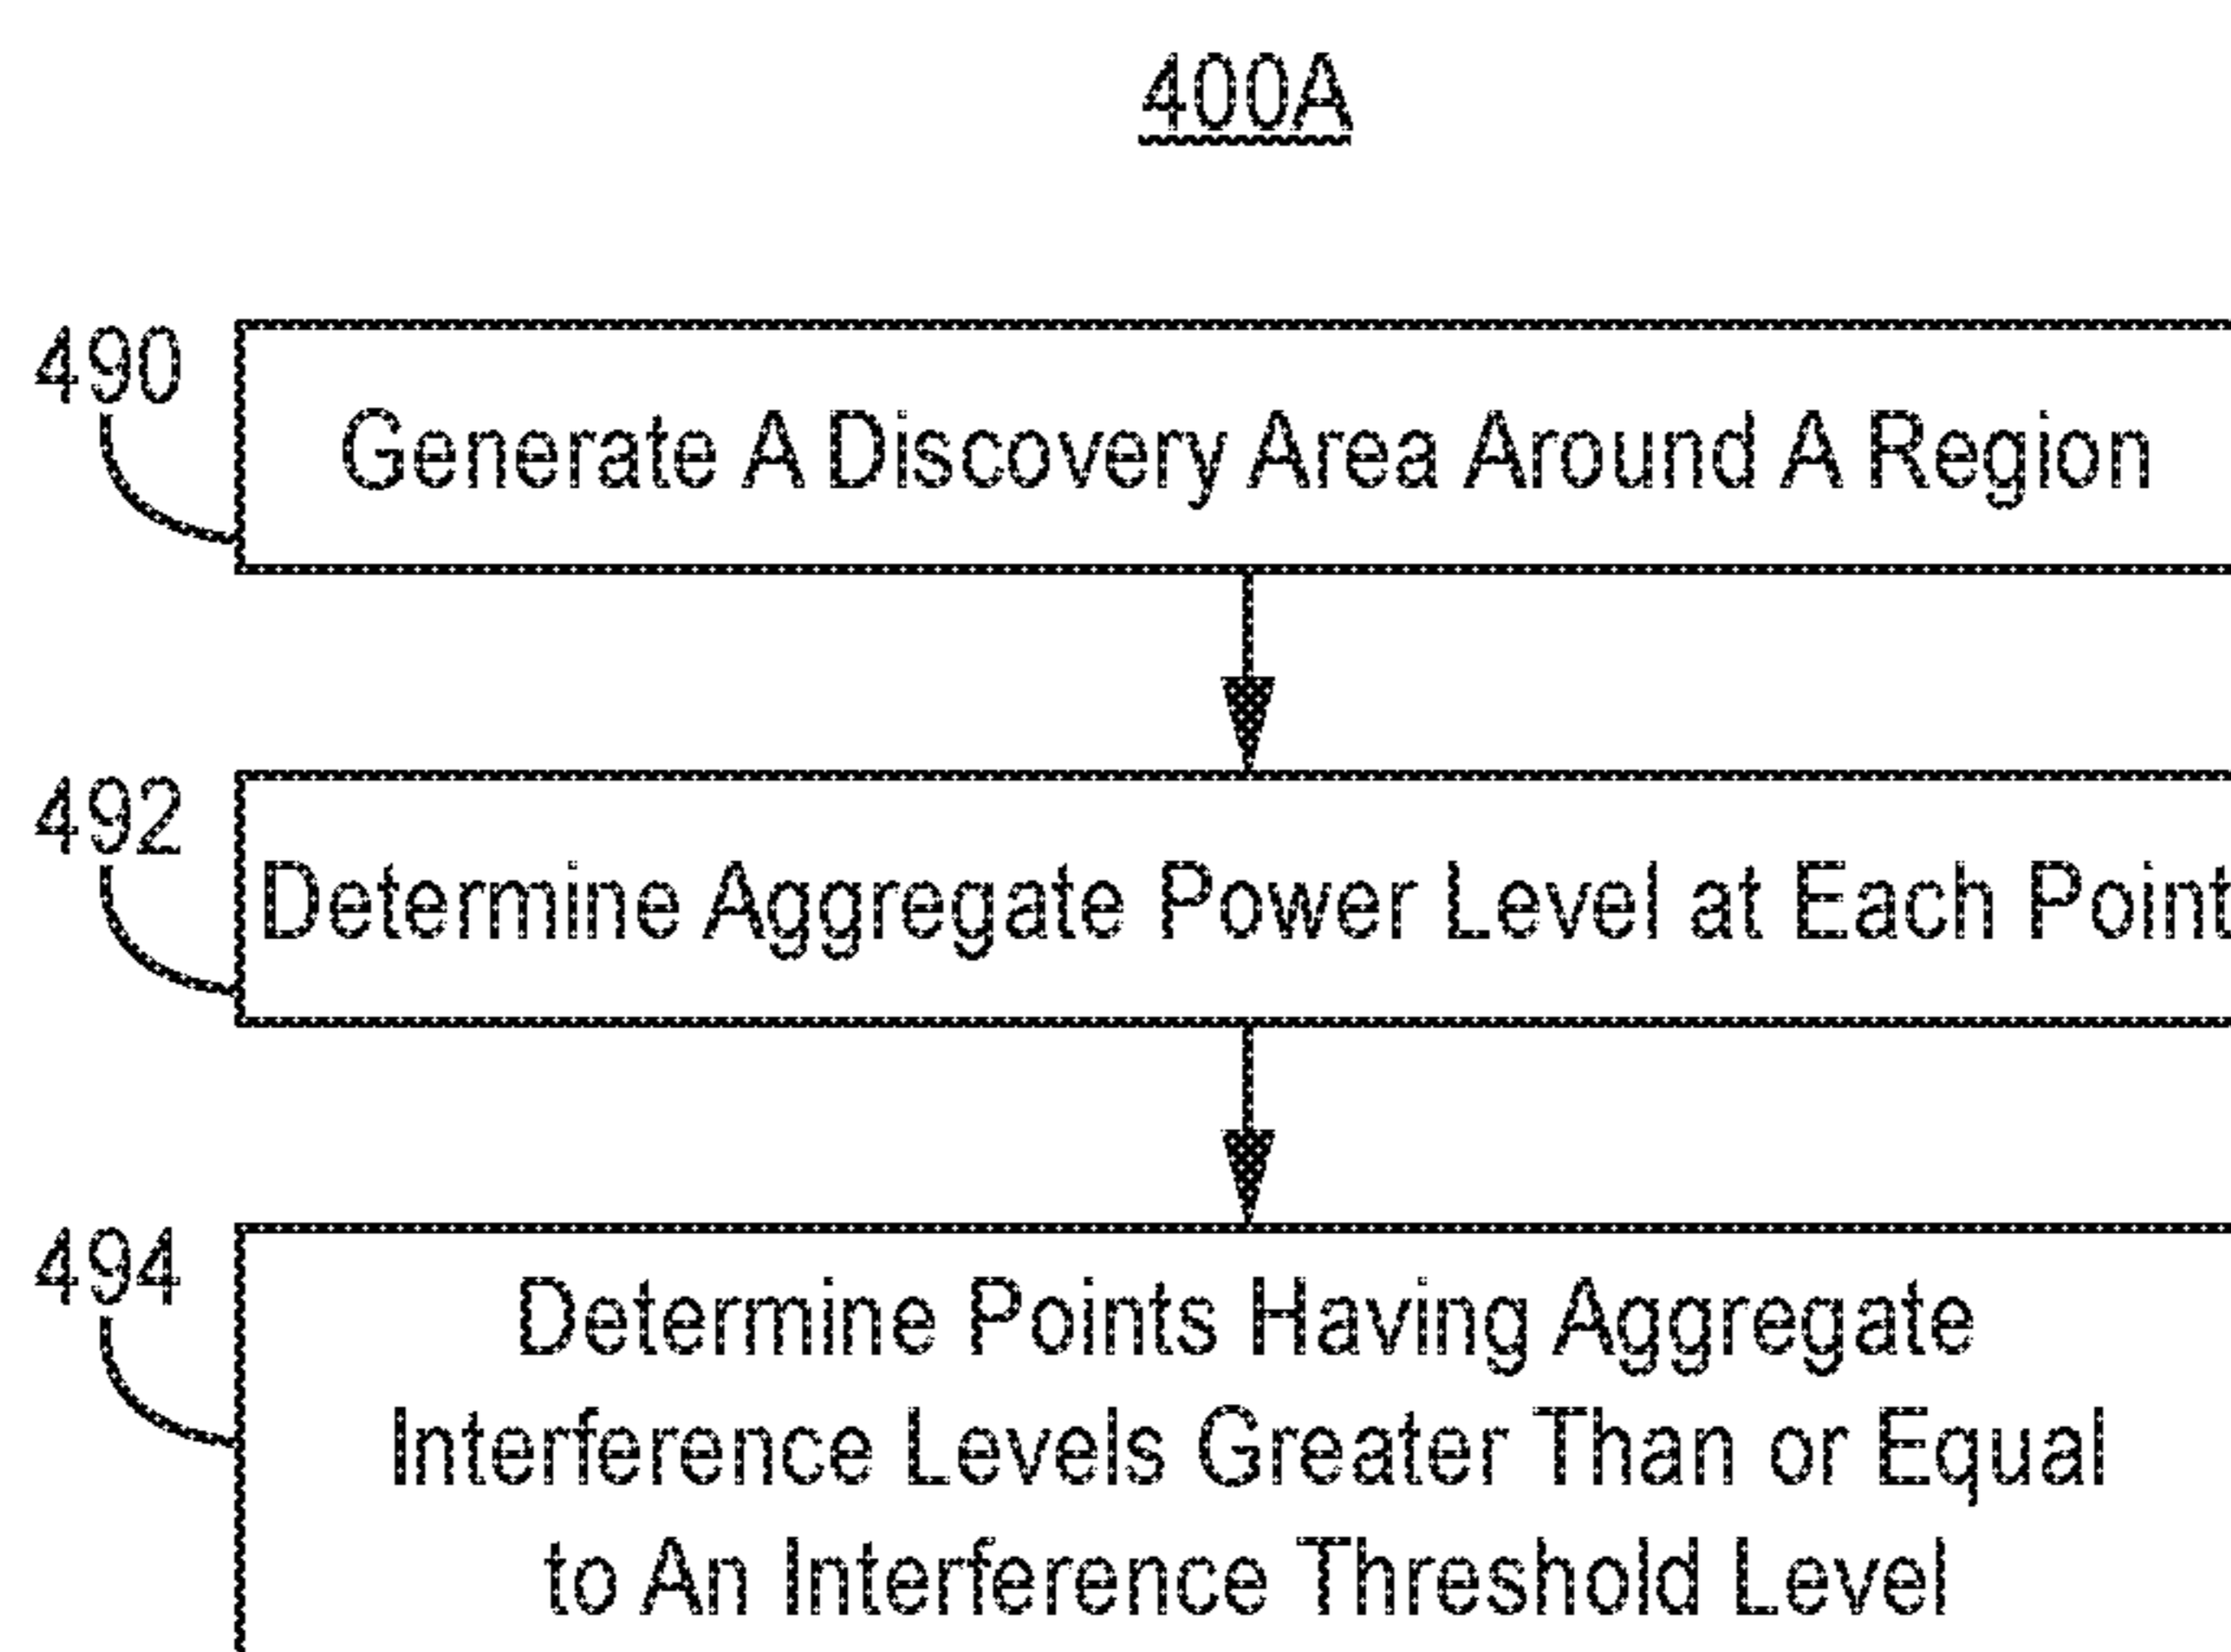 400A
490
Generate A Discovery Area Around A Region
492
Determine Aggregate Power Level at Each Point
494
Determine Points Having Aggregate
Interference Levels Greater Than or Equal
to An Interference Threshold Level